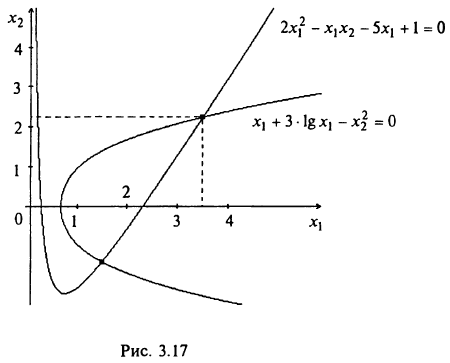 x₂
2x₁² – x₁x₂ – 5x₁ + 1 = 0
4
3
x₁ + 3 · lg x₁ – x₂² = 0
2
1
2
0 1 3 4 x₁
Рис. 3.17